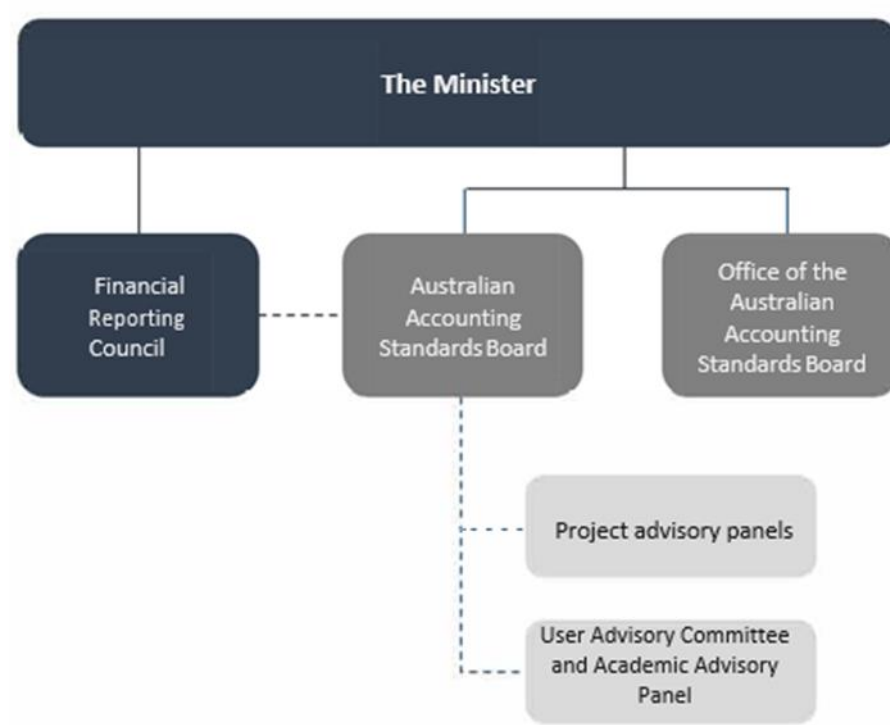 The Minister
Financial
Reporting
Council
Australian
Accounting
Standards Board
Office of the
Australian
Accounting
Standards Board
Project advisory panels
User Advisory Committee
and Academic Advisory
Panel